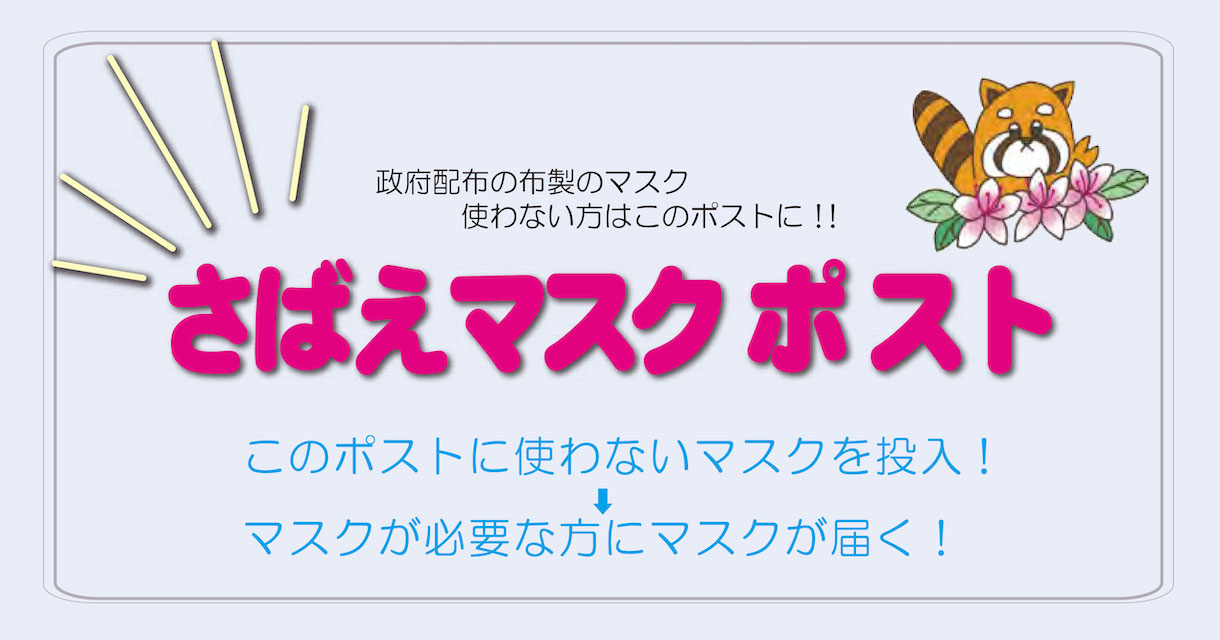 政府配布の布製のマスク
使わない方はこのポストに!!
さばえマスクポスト
このポストに使わないマスクを投入！
マスクが必要な方にマスクが届く！